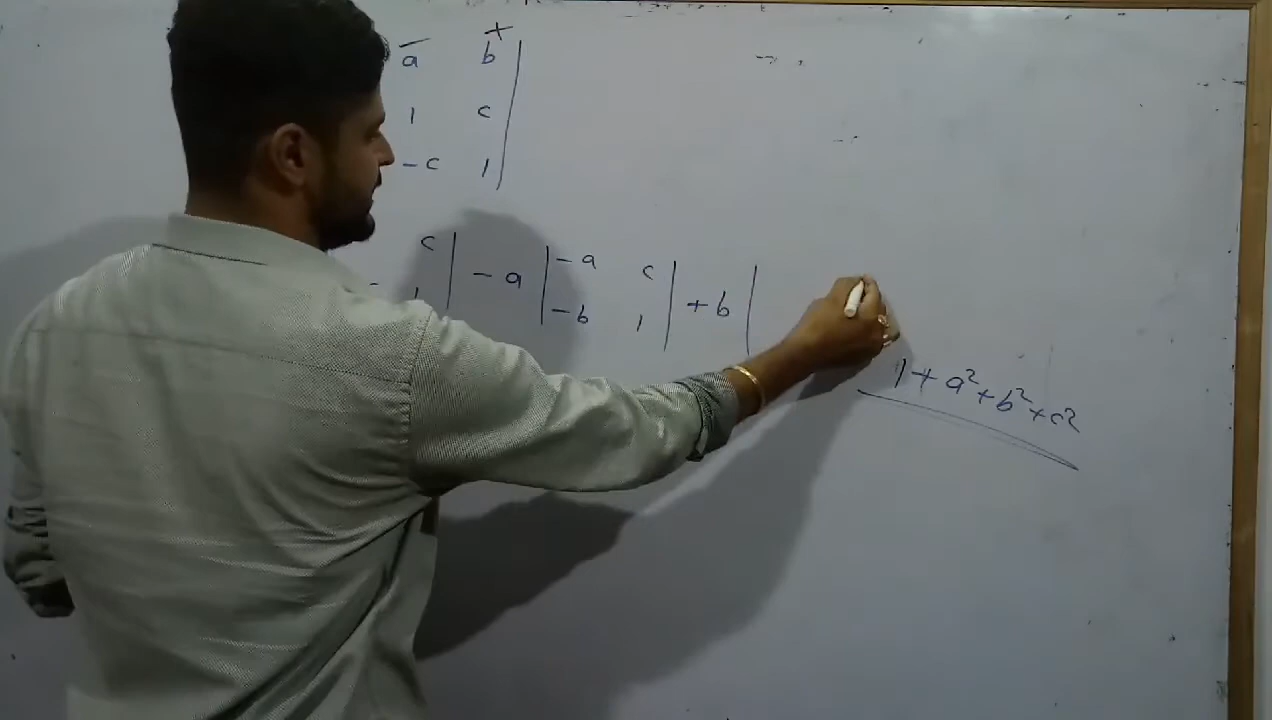 − +
a b |
1 c
-c 1
c | - a | -a c | + b |
1 -b 1
1 + a² + b² + c²